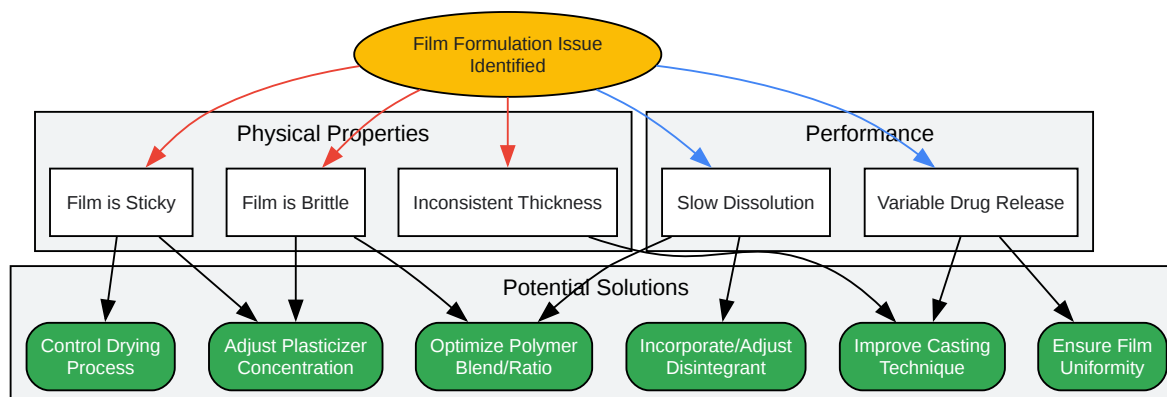 Film Formulation Issue
Identified
Physical Properties
Performance
Film is Sticky
Film is Brittle
Inconsistent Thickness
Slow Dissolution
Variable Drug Release
Potential Solutions
Control Drying
Process
Adjust Plasticizer
Concentration
Optimize Polymer
Blend/Ratio
Incorporate/Adjust
Disintegrant
Improve Casting
Technique
Ensure Film
Uniformity